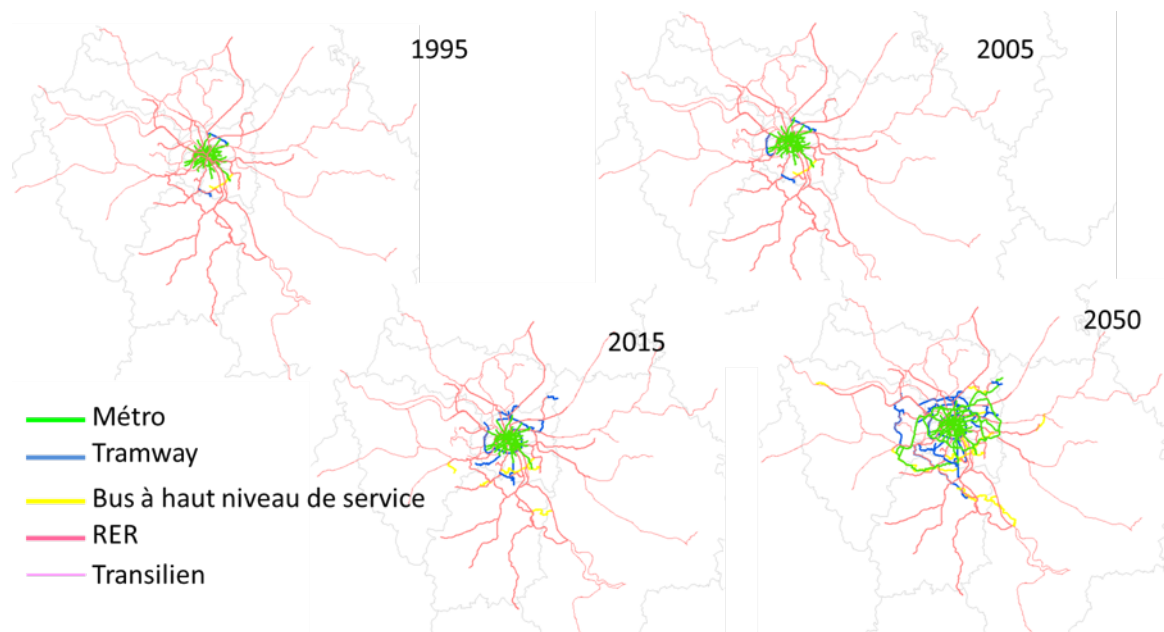 1995
2005
2015
2050
Métro
Tramway
Bus à haut niveau de service
RER
Transilien